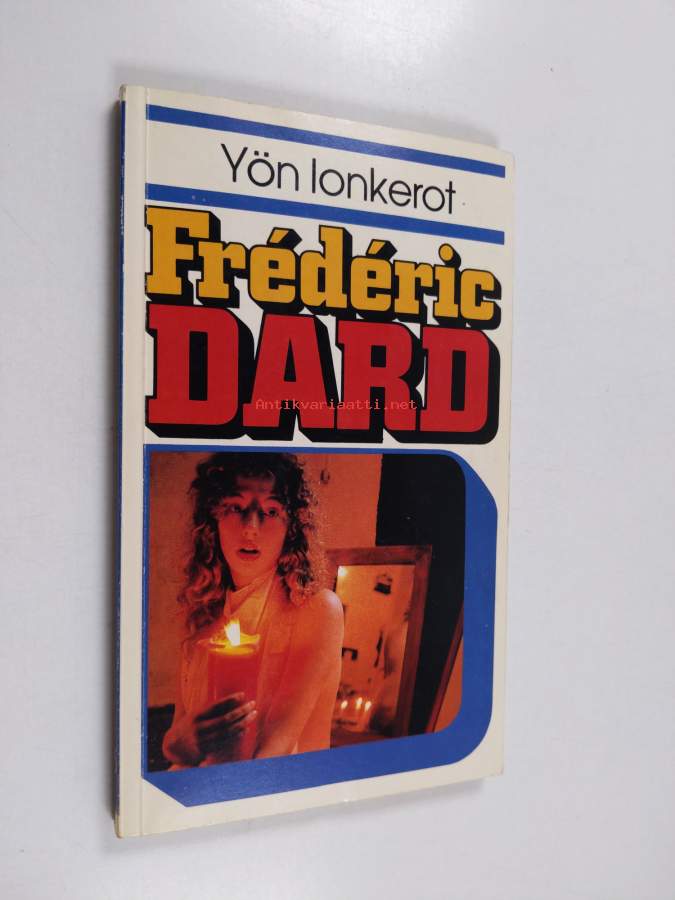 Yön lonkerot
Frédéric
DARD
Antikvariaatti.net